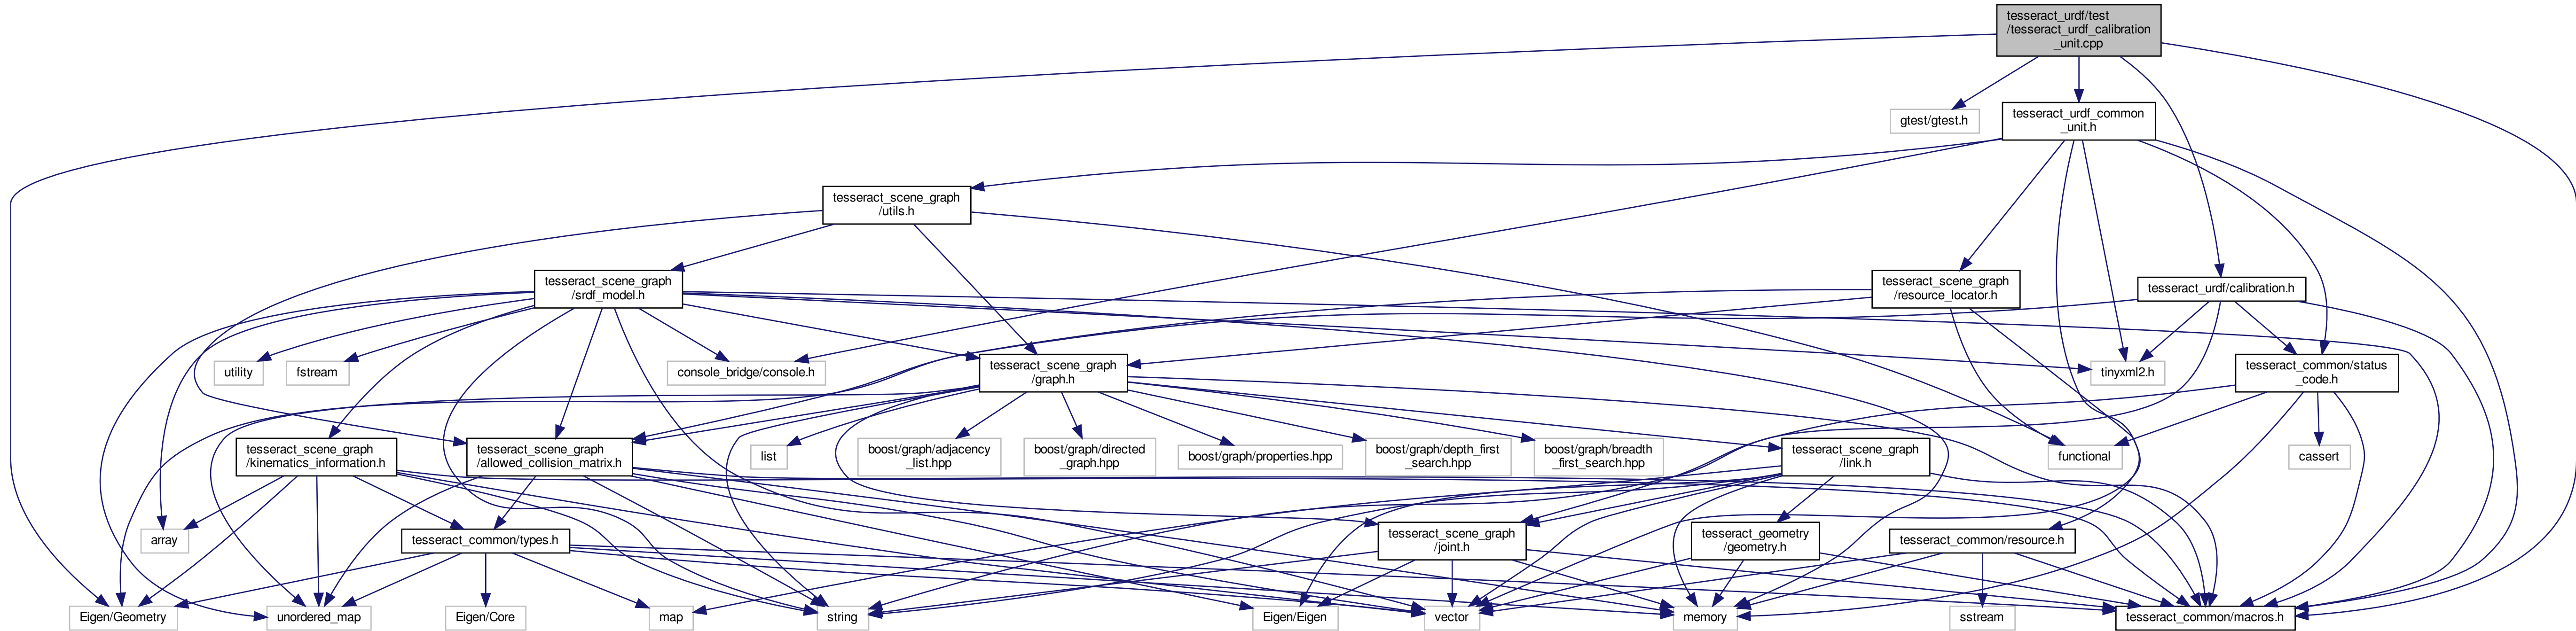 tesseract_urdf/test
/tesseract_urdf_calibration
_unit.cpp
gtest/gtest.h
tesseract_urdf_common
_unit.h
tesseract_scene_graph
/utils.h
tesseract_scene_graph
/srdf_model.h
tesseract_scene_graph
/resource_locator.h
tesseract_urdf/calibration.h
utility
fstream
console_bridge/console.h
tesseract_scene_graph
/graph.h
tinyxml2.h
tesseract_common/status
_code.h
tesseract_scene_graph
/kinematics_information.h
tesseract_scene_graph
/allowed_collision_matrix.h
list
boost/graph/adjacency
_list.hpp
boost/graph/directed
_graph.hpp
boost/graph/properties.hpp
boost/graph/depth_first
_search.hpp
boost/graph/breadth
_first_search.hpp
tesseract_scene_graph
/link.h
functional
cassert
array
tesseract_common/types.h
tesseract_scene_graph
/joint.h
tesseract_geometry
/geometry.h
tesseract_common/resource.h
Eigen/Geometry
unordered_map
Eigen/Core
map
string
Eigen/Eigen
vector
memory
sstream
tesseract_common/macros.h